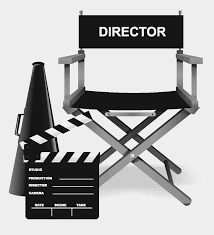 DIRECTOR
STUDIO
PRODUCTION
DIRECTOR
CAMERA
DATE SCENE TAKE